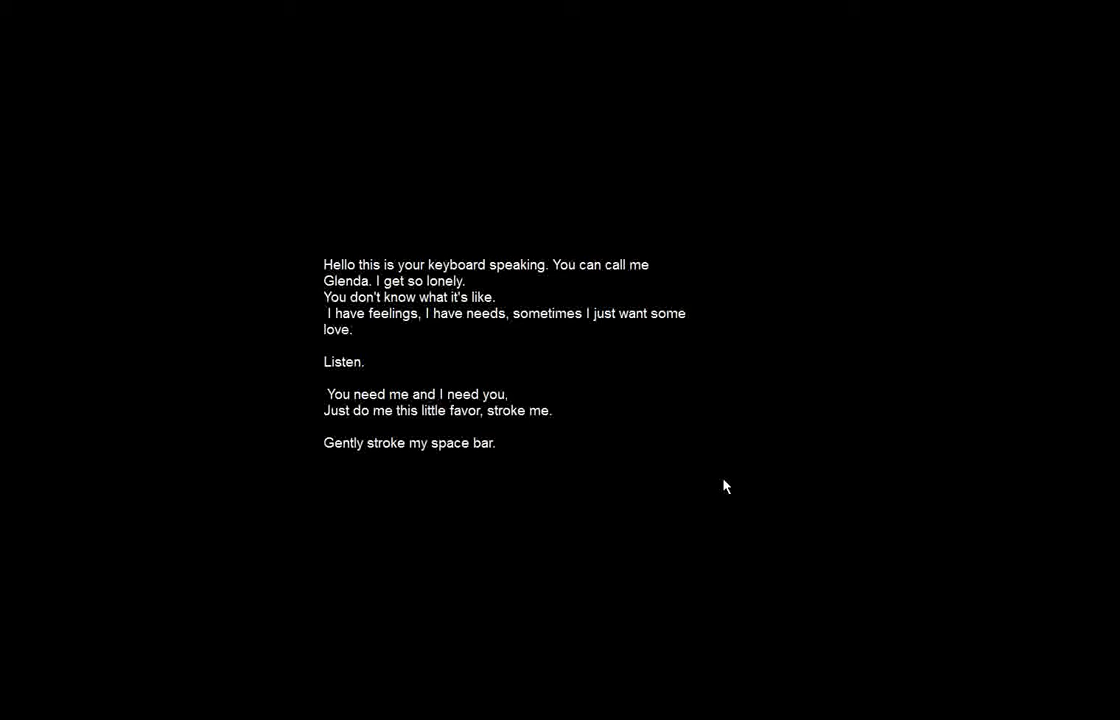 Hello this is your keyboard speaking. You can call me
Glenda. I get so lonely.
You don't know what it's like.
I have feelings, I have needs, sometimes I just want some
love.
Listen.
You need me and I need you,
Just do me this little favor, stroke me.
Gently stroke my space bar.